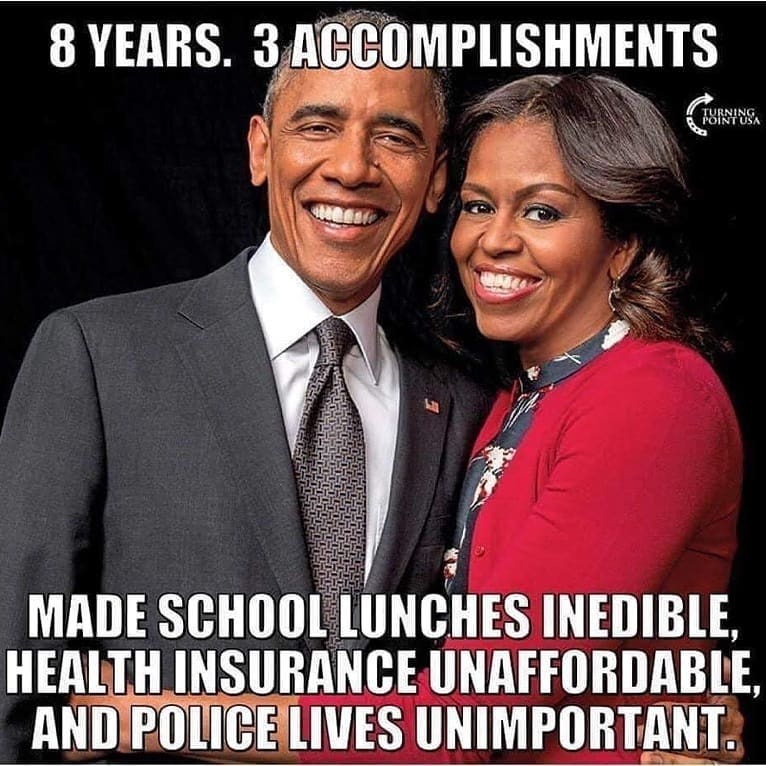 8 YEARS. 3 ACCOMPLISHMENTS
TURNING
POINT USA
MADE SCHOOL LUNCHES INEDIBLE,
HEALTH INSURANCE UNAFFORDABLE,
AND POLICE LIVES UNIMPORTANT.